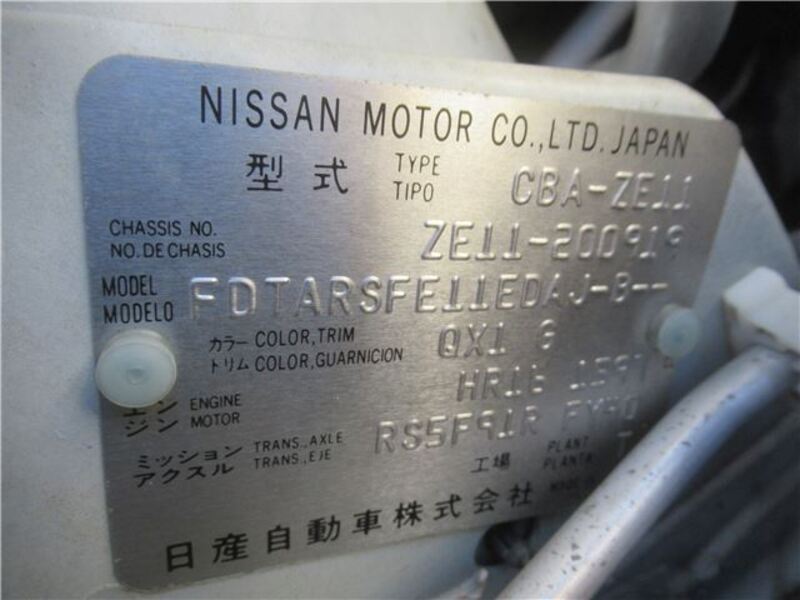 NISSAN MOTOR CO.,LTD. JAPAN
型式 TYPE TIPO CBA-ZE11
CHASSIS NO. NO. DE CHASIS ZE11-200919
MODEL MODELO FDTARSFE11EDAJ-B--
カラー COLOR, TRIM
トリム COLOR, GUARNICION QX1 G
エンジン ENGINE MOTOR HR16 1597
ミッション TRANS., AXLE
アクスル TRANS., EJE RS5F91R FY40
工場 PLANT PLANTA
日産自動車株式会社